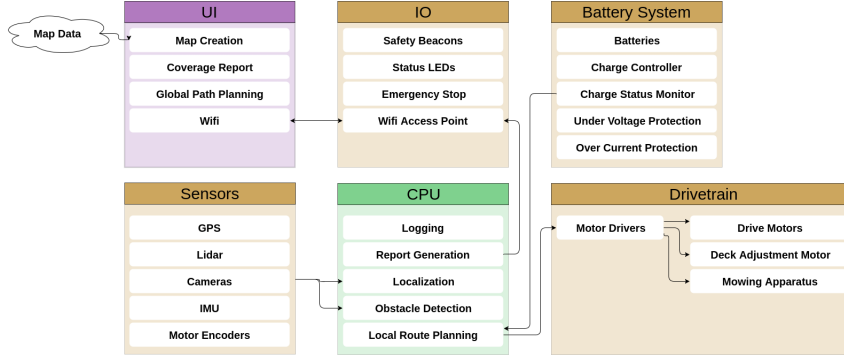 Map Data
UI
Map Creation
Coverage Report
Global Path Planning
Wifi
IO
Safety Beacons
Status LEDs
Emergency Stop
Wifi Access Point
Battery System
Batteries
Charge Controller
Charge Status Monitor
Under Voltage Protection
Over Current Protection
Sensors
GPS
Lidar
Cameras
IMU
Motor Encoders
CPU
Logging
Report Generation
Localization
Obstacle Detection
Local Route Planning
Drivetrain
Motor Drivers
Drive Motors
Deck Adjustment Motor
Mowing Apparatus